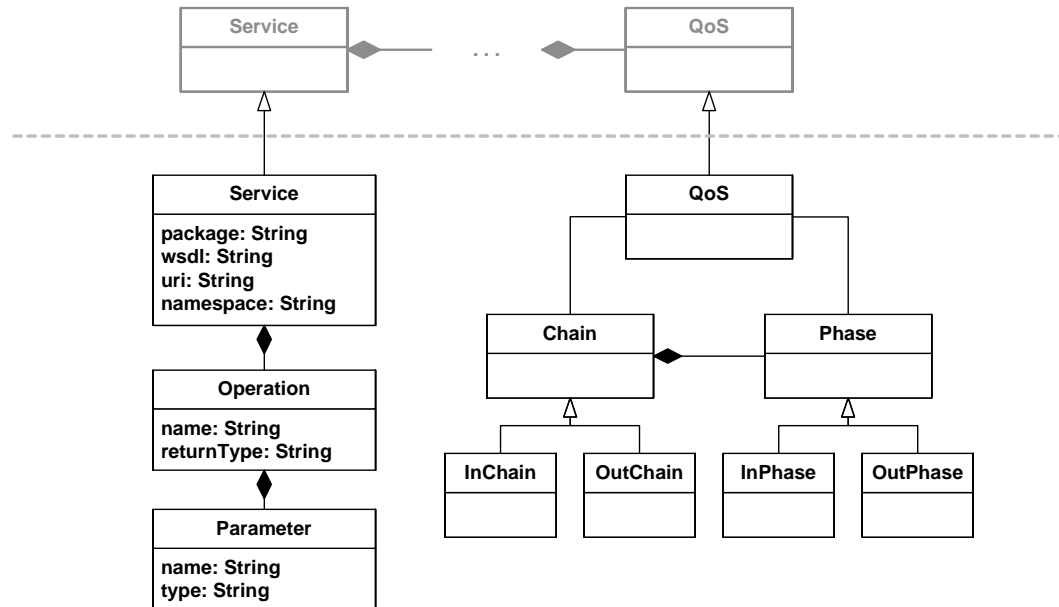 Service
. . .
QoS
Service
package: String
wsdl: String
uri: String
namespace: String
QoS
Chain
Phase
Operation
name: String
returnType: String
InChain
OutChain
InPhase
OutPhase
Parameter
name: String
type: String